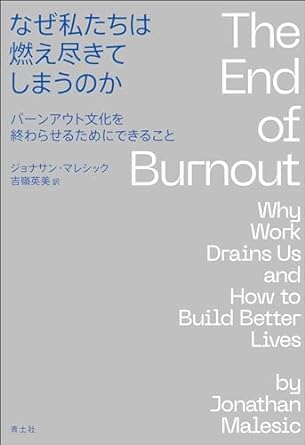 なぜ私たちは
燃え尽きて
しまうのか
バーンアウト文化を
終わらせるためにできること
ジョナサン・マレシック
吉嶺英美 訳
The
End
of
Burnout
Why
Work
Drains Us
and
How to
Build Better
Lives
by
Jonathan
Malesic
青土社